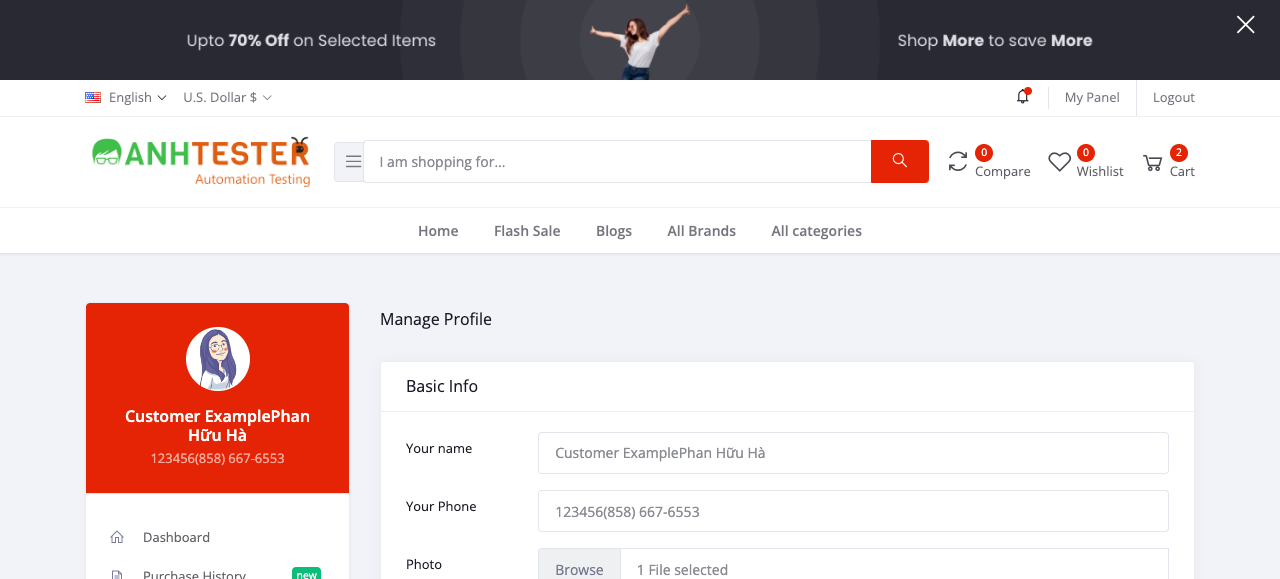 Upto 70% Off on Selected Items
Shop More to save More
English
U.S. Dollar $
My Panel
Logout
ANHTESTER
Automation Testing
I am shopping for...
0
Compare
0
Wishlist
2
Cart
Home
Flash Sale
Blogs
All Brands
All categories
Customer ExamplePhan
Hữu Hà
123456(858) 667-6553
Dashboard
Purchase History
new
Manage Profile
Basic Info
Your name
Customer ExamplePhan Hữu Hà
Your Phone
123456(858) 667-6553
Photo
Browse
1 File selected